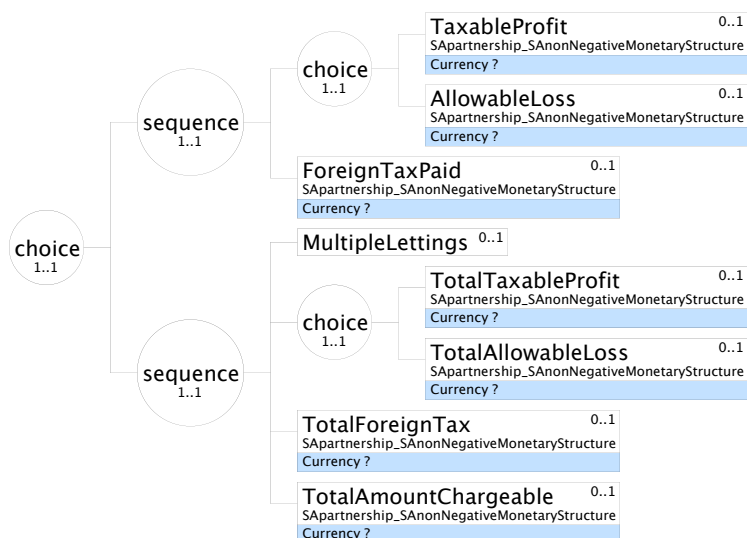 TaxableProfit 0..1
SApartnership_SAnonNegativeMonetaryStructure
Currency ?
choice
1..1
AllowableLoss 0..1
SApartnership_SAnonNegativeMonetaryStructure
Currency ?
sequence
1..1
ForeignTaxPaid 0..1
SApartnership_SAnonNegativeMonetaryStructure
Currency ?
choice
1..1
MultipleLettings 0..1
TotalTaxableProfit 0..1
SApartnership_SAnonNegativeMonetaryStructure
Currency ?
choice
1..1
TotalAllowableLoss 0..1
SApartnership_SAnonNegativeMonetaryStructure
Currency ?
sequence
1..1
TotalForeignTax 0..1
SApartnership_SAnonNegativeMonetaryStructure
Currency ?
TotalAmountChargeable 0..1
SApartnership_SAnonNegativeMonetaryStructure
Currency ?